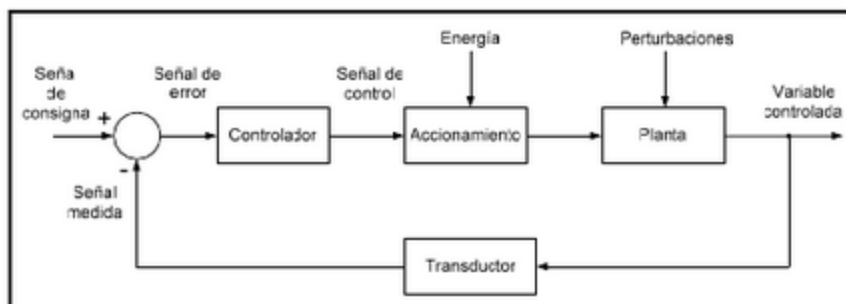 Energía
Perturbaciones
Seña
de
consigna
+
Señal de
error
Señal de
control
Variable
controlada
Controlador
Accionamiento
Planta
-
Señal
medida
Transductor